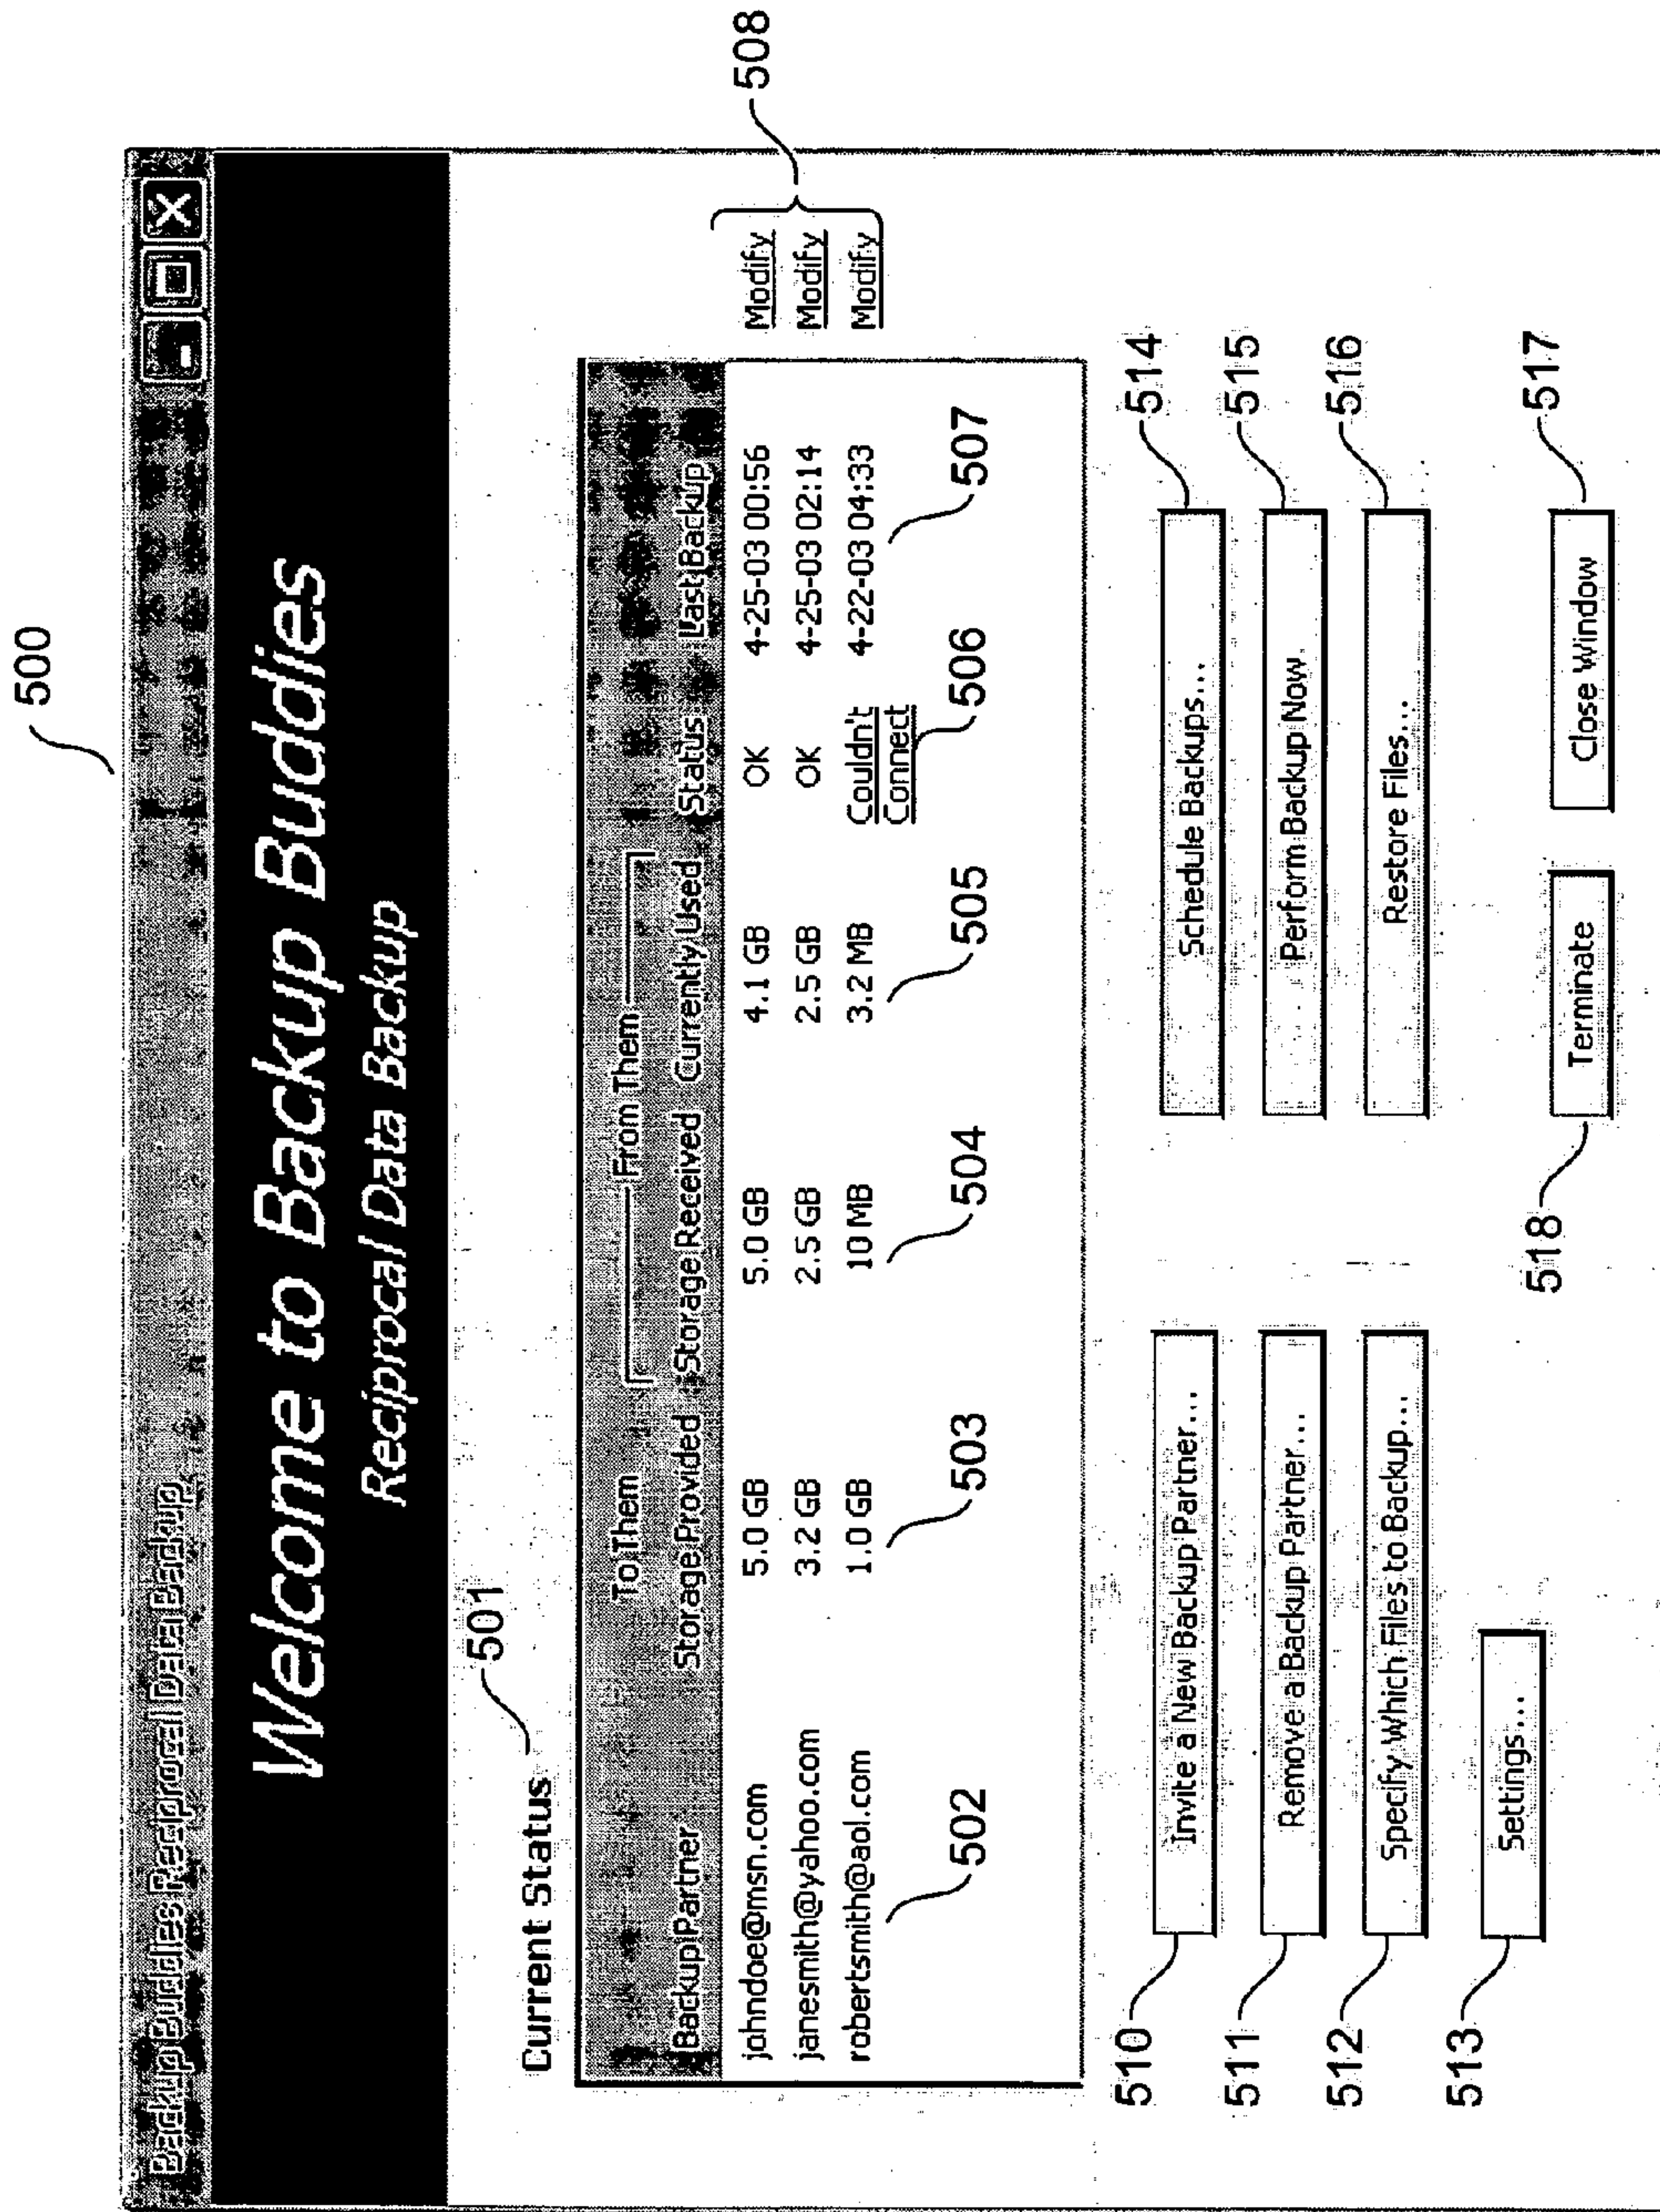 500
Backup Buddies Reciprocal Data Backup
Welcome to Backup Buddies
Reciprocal Data Backup
Current Status 501
To Them From Them
Backup Partner Storage Provided Storage Received Currently Used Status Last Backup
johndoe@msn.com 5.0 GB 5.0 GB 4.1 GB OK 4-25-03 00:56 Modify
janesmith@yahoo.com 3.2 GB 2.5 GB 2.5 GB OK 4-25-03 02:14 Modify
robertsmith@aol.com 1.0 GB 10 MB 3.2 MB Couldn't Connect 4-22-03 04:33 Modify
508
502 503 504 505 506 507
510 Invite a New Backup Partner... Schedule Backups... 514
511 Remove a Backup Partner... Perform Backup Now 515
512 Specify Which Files to Backup... Restore Files... 516
513 Settings... 518 Terminate Close Window 517